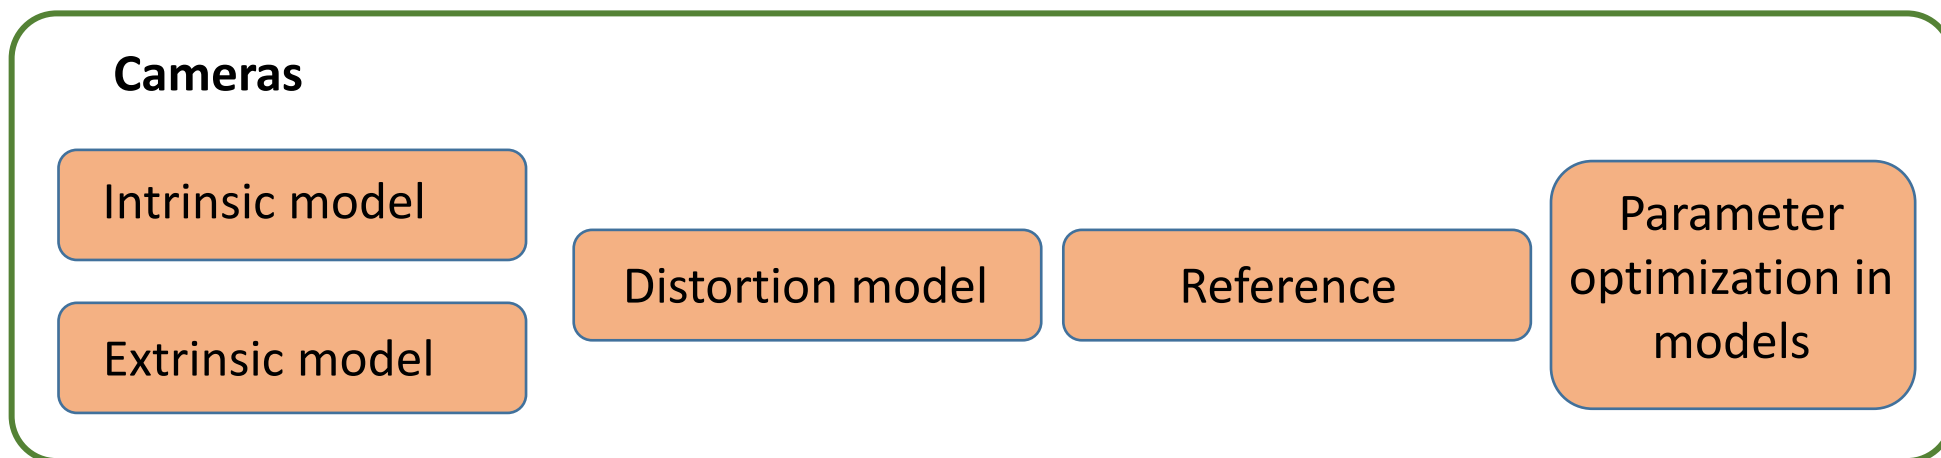 Cameras
Intrinsic model
Extrinsic model
Distortion model
Reference
Parameter
optimization in
models